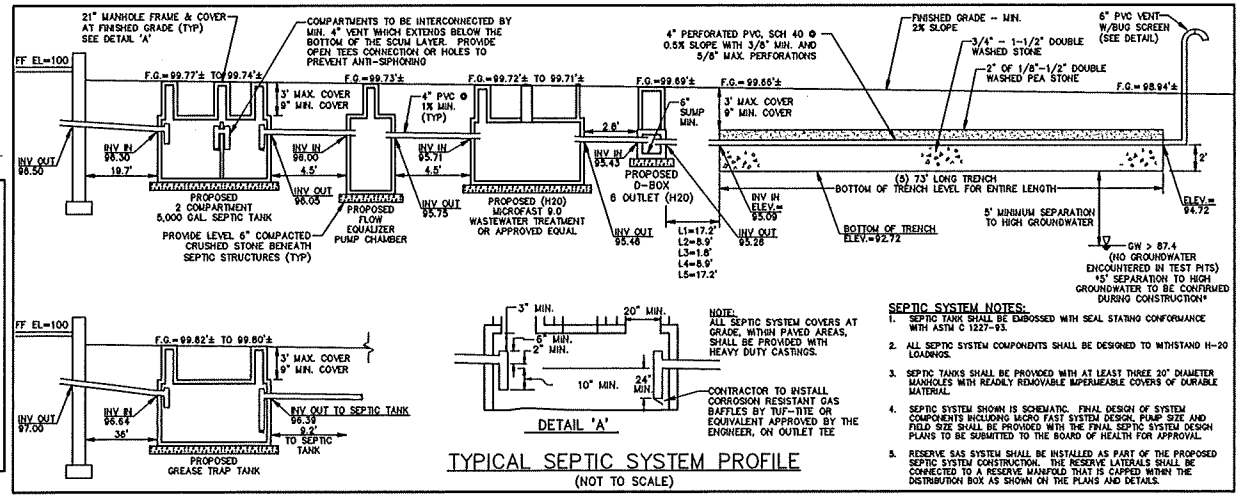 21" MANHOLE FRAME & COVER
AT FINISHED GRADE (TYP)
SEE DETAIL 'A'
COMPARTMENTS TO BE INTERCONNECTED BY
MIN. 4" VENT WHICH EXTENDS BELOW THE
BOTTOM OF THE SCUM LAYER. PROVIDE
OPEN TEES CONNECTION OR HOLES TO
PREVENT ANTI-SIPHONING
4" PERFORATED PVC, SCH 40 @
0.5% SLOPE WITH 3/8" MIN. AND
5/8" MAX. PERFORATIONS
FINISHED GRADE - MIN.
2% SLOPE
3/4" - 1-1/2" DOUBLE
WASHED STONE
2" OF 1/8"-1/2" DOUBLE
WASHED PEA STONE
6" PVC VENT
W/BUG SCREEN
(SEE DETAIL)
FF EL=100
F.G.=99.77'± TO 99.74'±
F.G.=99.73'±
F.G.=99.72' TO 99.71'±
F.G.=99.69'±
F.G.=99.66'±
F.G.= 98.94'±
3' MAX. COVER
9" MIN. COVER
4" PVC @
1% MIN.
(TYP)
2.8'
6"
SUMP
MIN.
3' MAX. COVER
9" MIN. COVER
INV OUT
98.50
INV IN
96.30
19.7'
INV OUT
96.05
4.5'
INV IN
96.00
INV OUT
95.75
4.5'
INV IN
95.71
INV OUT
95.46
INV IN
95.43
INV OUT
95.26
INV IN
ELEV.=
95.09
2'
ELEV.=
94.72
PROPOSED
2 COMPARTMENT
5,000 GAL SEPTIC TANK
PROPOSED
FLOW
EQUALIZER
PUMP CHAMBER
PROPOSED (H20)
MICROFAST 9.0
WASTEWATER TREATMENT
OR APPROVED EQUAL
PROPOSED
D-BOX
6 OUTLET (H20)
PROVIDE LEVEL 6" COMPACTED
CRUSHED STONE BENEATH
SEPTIC STRUCTURES (TYP)
L1=17.2'
L2=8.9'
L3=1.8'
L4=8.9'
L5=17.2'
(5) 73' LONG TRENCH
BOTTOM OF TRENCH LEVEL FOR ENTIRE LENGTH
BOTTOM OF TRENCH
ELEV.=92.72
5' MINIMUM SEPARATION
TO HIGH GROUNDWATER
GW > 87.4
(NO GROUNDWATER
ENCOUNTERED IN TEST PITS)
*5' SEPARATION TO HIGH
GROUNDWATER TO BE CONFIRMED
DURING CONSTRUCTION*
FF EL=100
F.G.=99.82'± TO 99.80'±
3' MAX. COVER
9" MIN. COVER
INV OUT
97.00
INV IN
96.64
36'
INV OUT TO SEPTIC TANK
96.39
9.2'
TO SEPTIC
TANK
PROPOSED
GREASE TRAP TANK
3" MIN.
6" MIN.
2" MIN.
20" MIN.
10" MIN.
24"
MIN.
DETAIL 'A'
NOTE:
ALL SEPTIC SYSTEM COVERS AT
GRADE, WITHIN PAVED AREAS,
SHALL BE PROVIDED WITH
HEAVY DUTY CASTINGS.
CONTRACTOR TO INSTALL
CORROSION RESISTANT GAS
BAFFLES BY TUF-TITE OR
EQUIVALENT APPROVED BY THE
ENGINEER, ON OUTLET TEE
TYPICAL SEPTIC SYSTEM PROFILE
(NOT TO SCALE)
SEPTIC SYSTEM NOTES:
1. SEPTIC TANK SHALL BE EMBOSSED WITH SEAL STATING CONFORMANCE
WITH ASTM C 1227-93.
2. ALL SEPTIC SYSTEM COMPONENTS SHALL BE DESIGNED TO WITHSTAND H-20
LOADINGS.
3. SEPTIC TANKS SHALL BE PROVIDED WITH AT LEAST THREE 20" DIAMETER
MANHOLES WITH READILY REMOVABLE IMPERMEABLE COVERS OF DURABLE
MATERIAL.
4. SEPTIC SYSTEM SHOWN IS SCHEMATIC. FINAL DESIGN OF SYSTEM
COMPONENTS INCLUDING MICRO FAST SYSTEM DESIGN, PUMP SIZE AND
FIELD SIZE SHALL BE PROVIDED WITH THE FINAL SEPTIC SYSTEM DESIGN
PLANS TO BE SUBMITTED TO THE BOARD OF HEALTH FOR APPROVAL.
5. RESERVE SAS SYSTEM SHALL BE INSTALLED AS PART OF THE PROPOSED
SEPTIC SYSTEM CONSTRUCTION. THE RESERVE LATERALS SHALL BE
CONNECTED TO A RESERVE MANIFOLD THAT IS CAPPED WITHIN THE
DISTRIBUTION BOX AS SHOWN ON THE PLANS AND DETAILS.